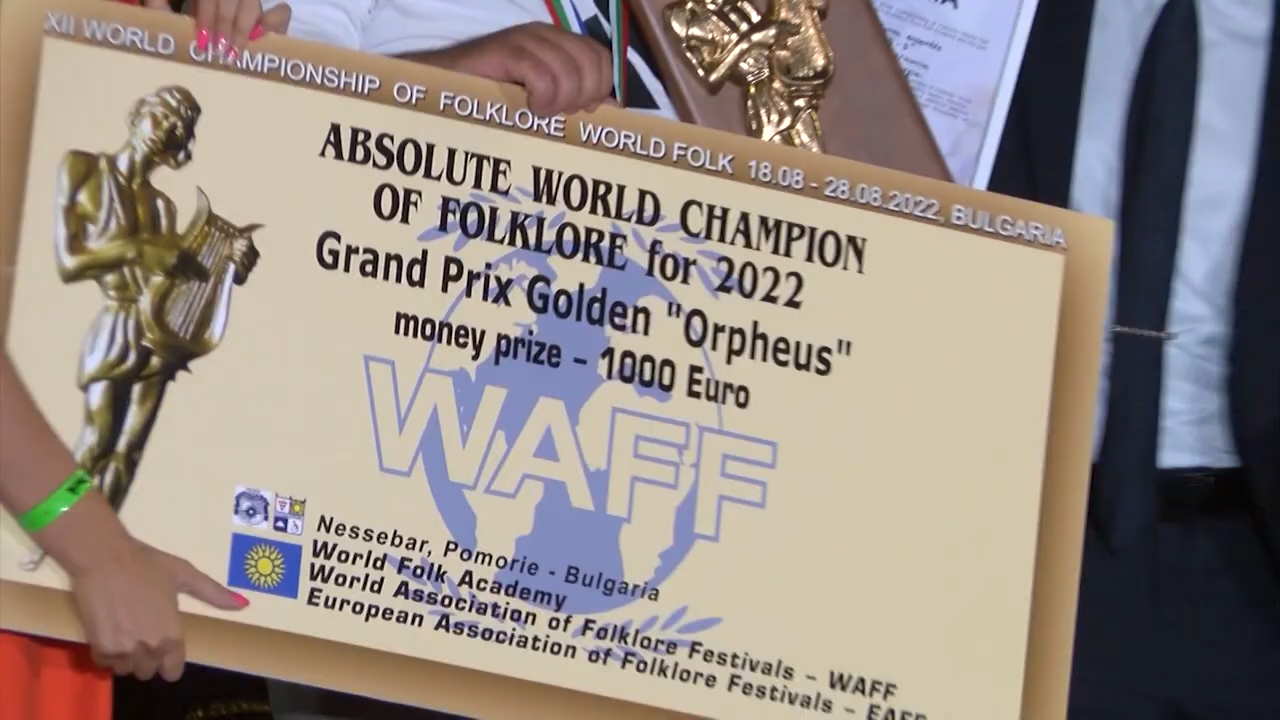 XII WORLD CHAMPIONSHIP OF FOLKLORE WORLD FOLK 18.08 - 28.08.2022, BULGARIA
ABSOLUTE WORLD CHAMPION
OF FOLKLORE for 2022
Grand Prix Golden "Orpheus"
money prize - 1000 Euro
WAFF
Nessebar, Pomorie - Bulgaria
World Folk Academy
World Association of Folklore Festivals - WAFF
European Association of Folklore Festivals - EAFF